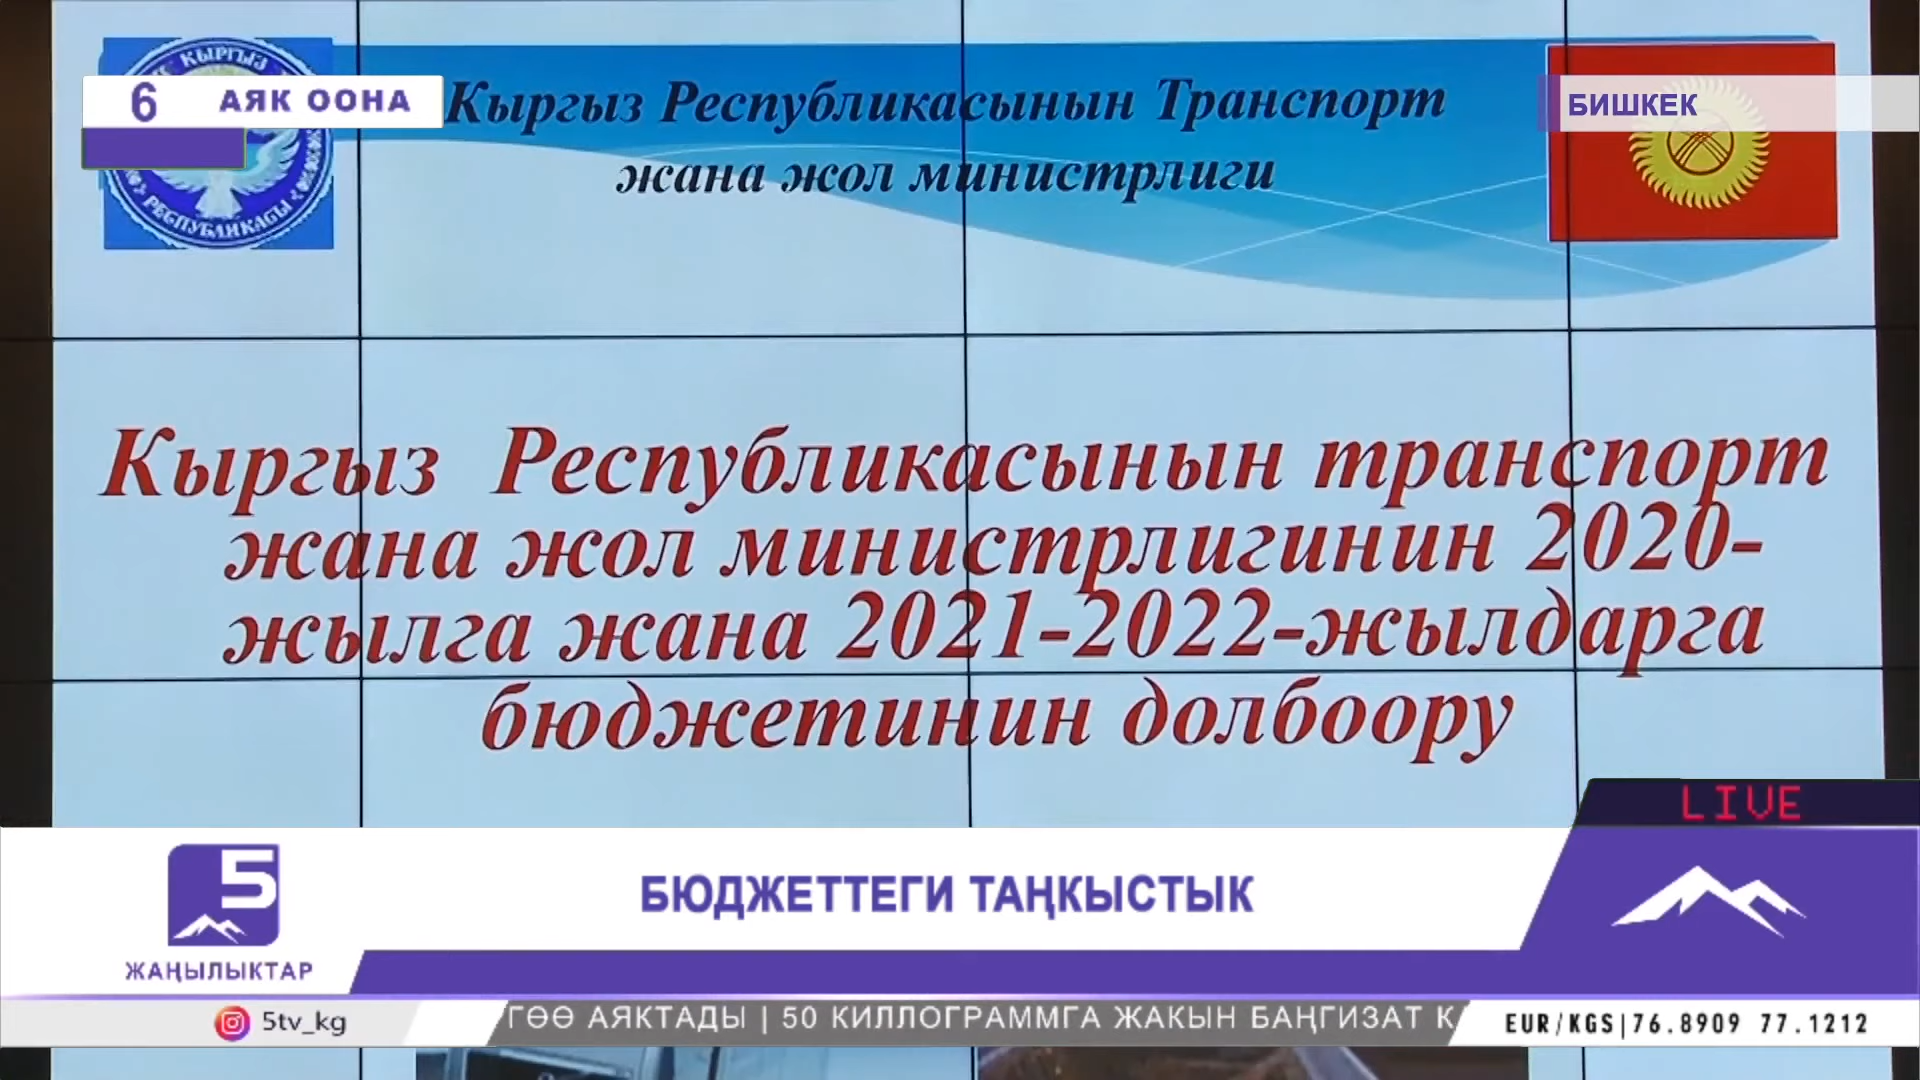 КЫРГЫЗ
РЕСПУБЛИКАСЫ
6 АЯК ООНА
Кыргыз Республикасынын Транспорт
жана жол министрлиги
БИШКЕК
Кыргыз Республикасынын транспорт
жана жол министрлигинин 2020-
жылга жана 2021-2022-жылдарга
бюджетинин долбоору
LIVE
5
ЖАҢЫЛЫКТАР
БЮДЖЕТТЕГИ ТАҢКЫСТЫК
5tv_kg
ГӨӨ АЯКТАДЫ | 50 КИЛЛОГРАММГА ЖАКЫН БАҢГИЗАТ К
EUR/KGS|76.8909 77.1212